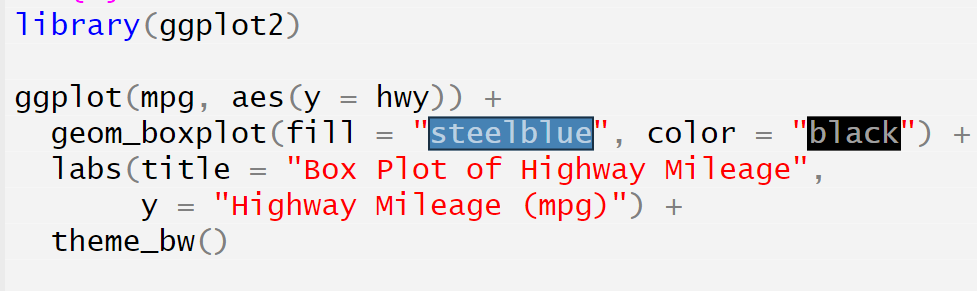 library(ggplot2)
ggplot(mpg, aes(y = hwy)) +
  geom_boxplot(fill = "steelblue", color = "black") +
  labs(title = "Box Plot of Highway Mileage",
       y = "Highway Mileage (mpg)") +
  theme_bw()